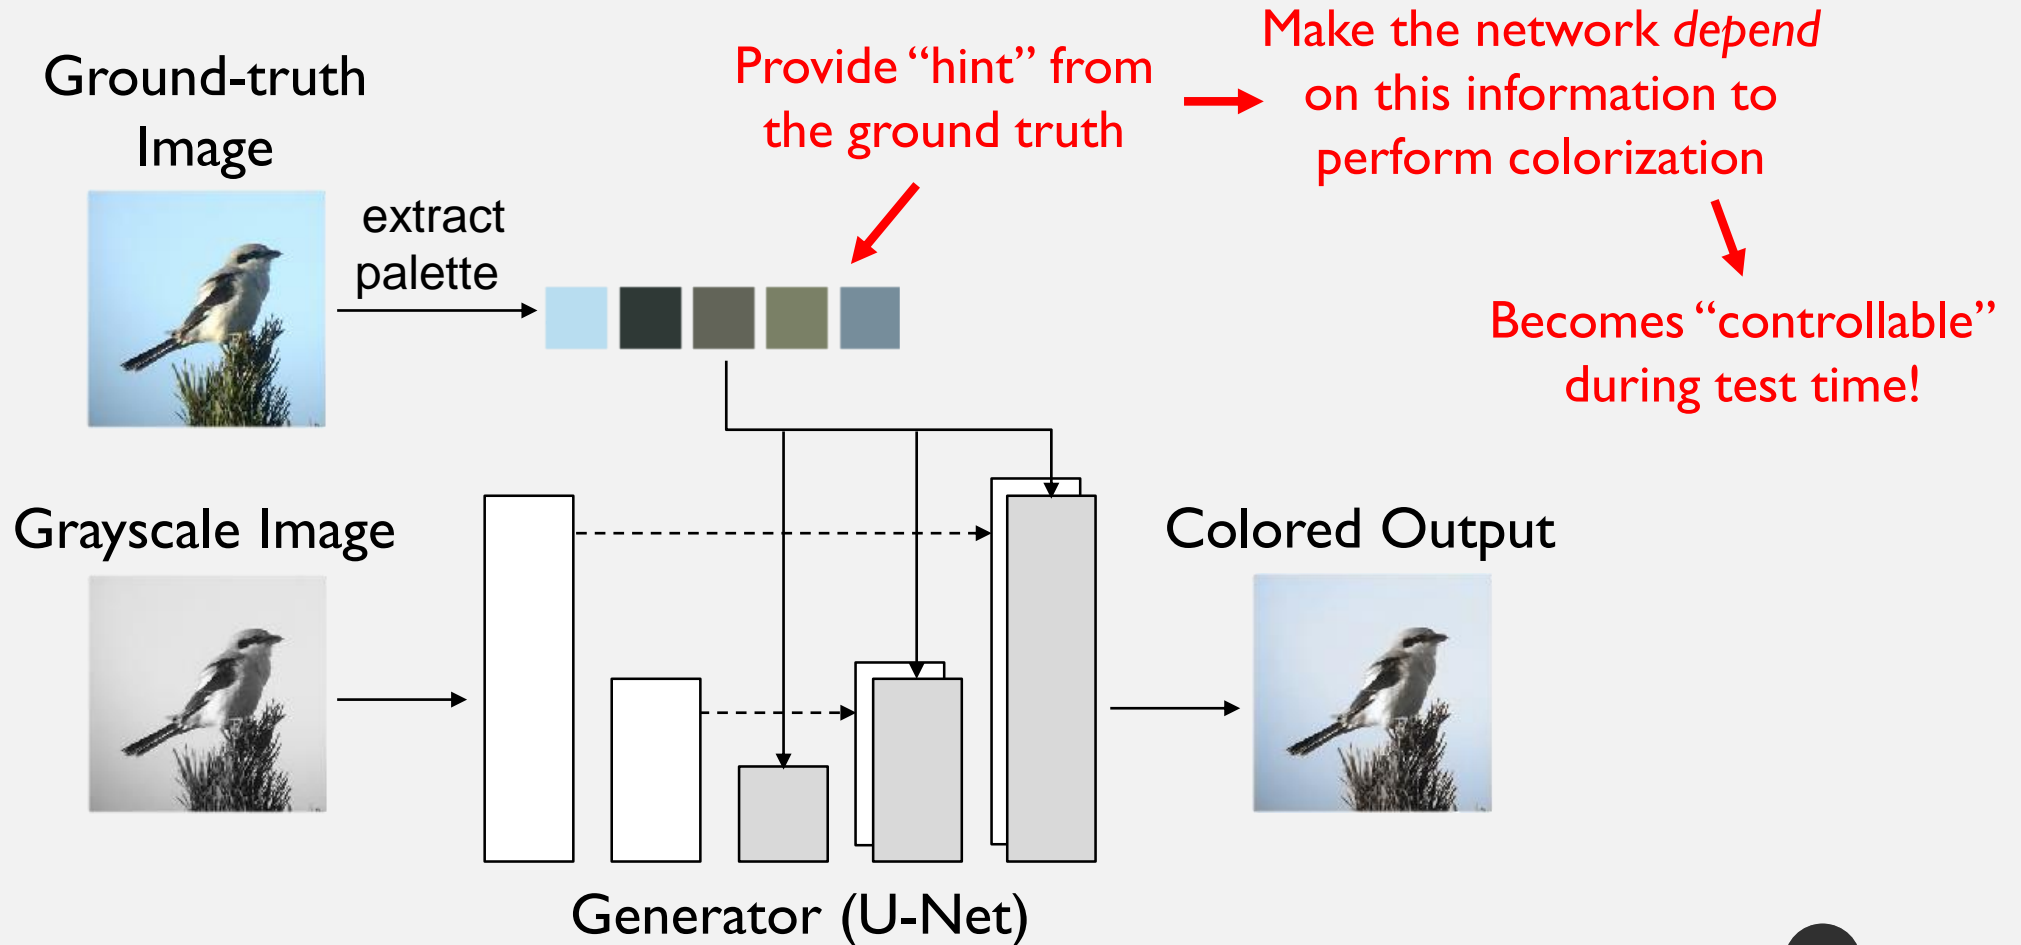 Ground-truth
Image
extract
palette
Provide “hint” from
the ground truth
Make the network depend
on this information to
perform colorization
Becomes “controllable”
during test time!
Grayscale Image
Colored Output
Generator (U-Net)